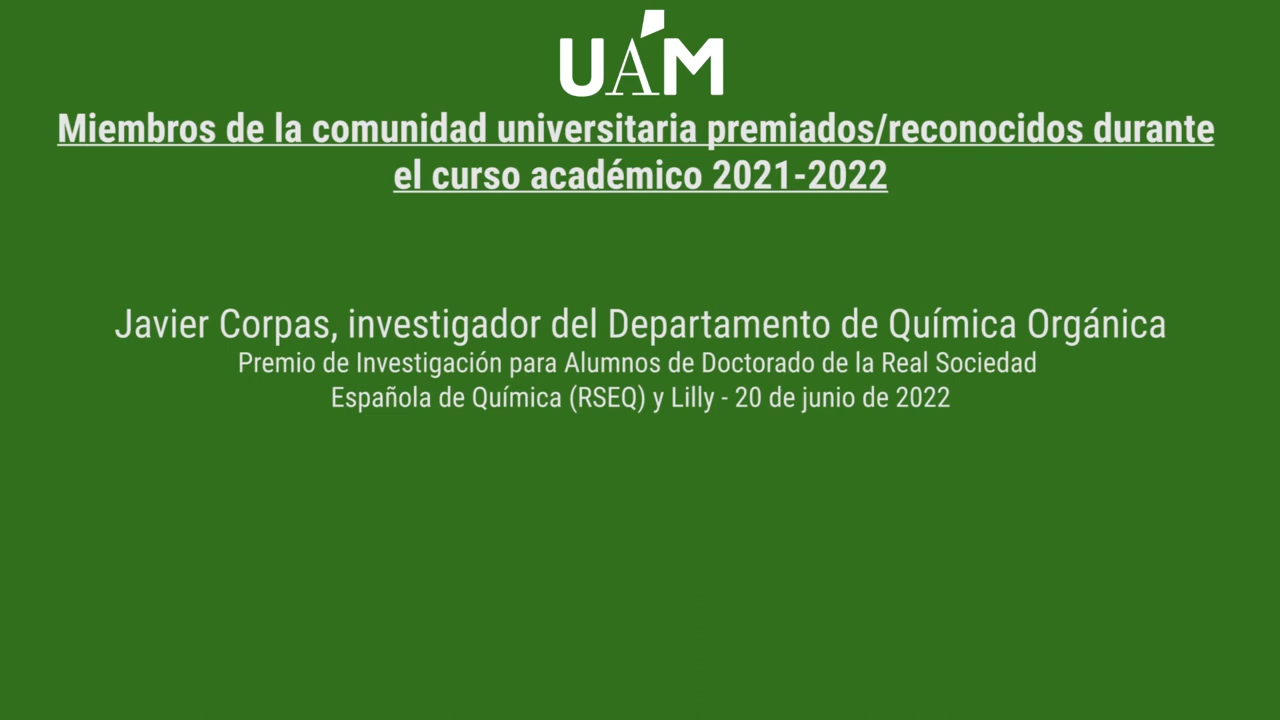 UAM
Miembros de la comunidad universitaria premiados/reconocidos durante
el curso académico 2021-2022
Javier Corpas, investigador del Departamento de Química Orgánica
Premio de Investigación para Alumnos de Doctorado de la Real Sociedad
Española de Química (RSEQ) y Lilly - 20 de junio de 2022